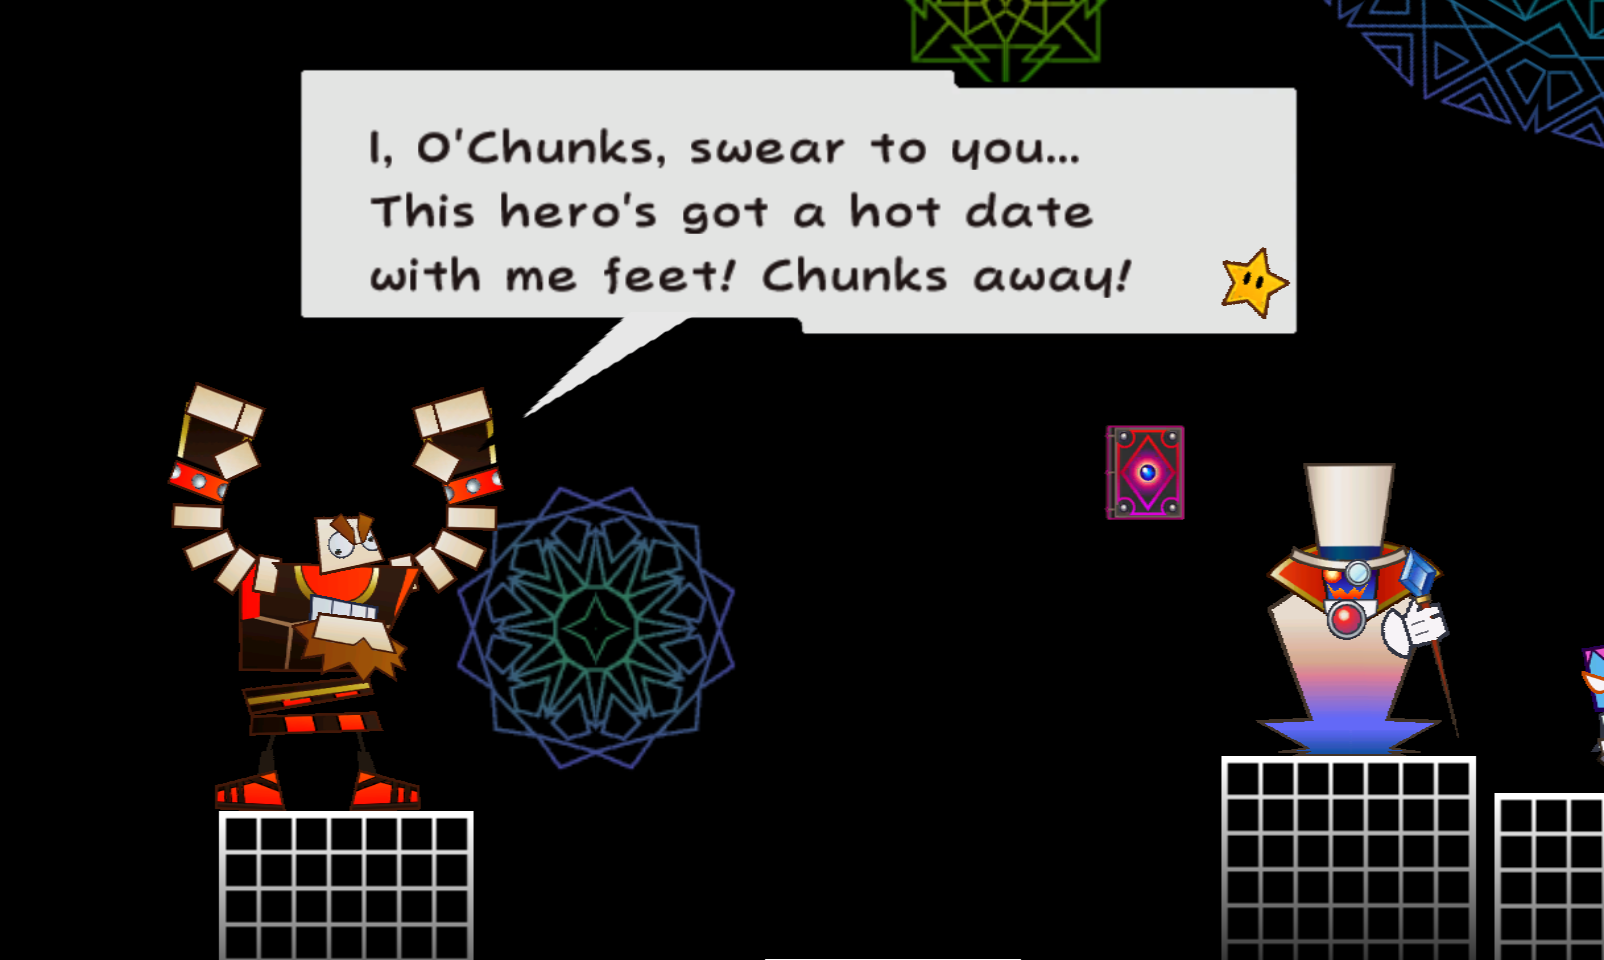 I, O'Chunks, swear to you...
This hero's got a hot date
with me feet! Chunks away!